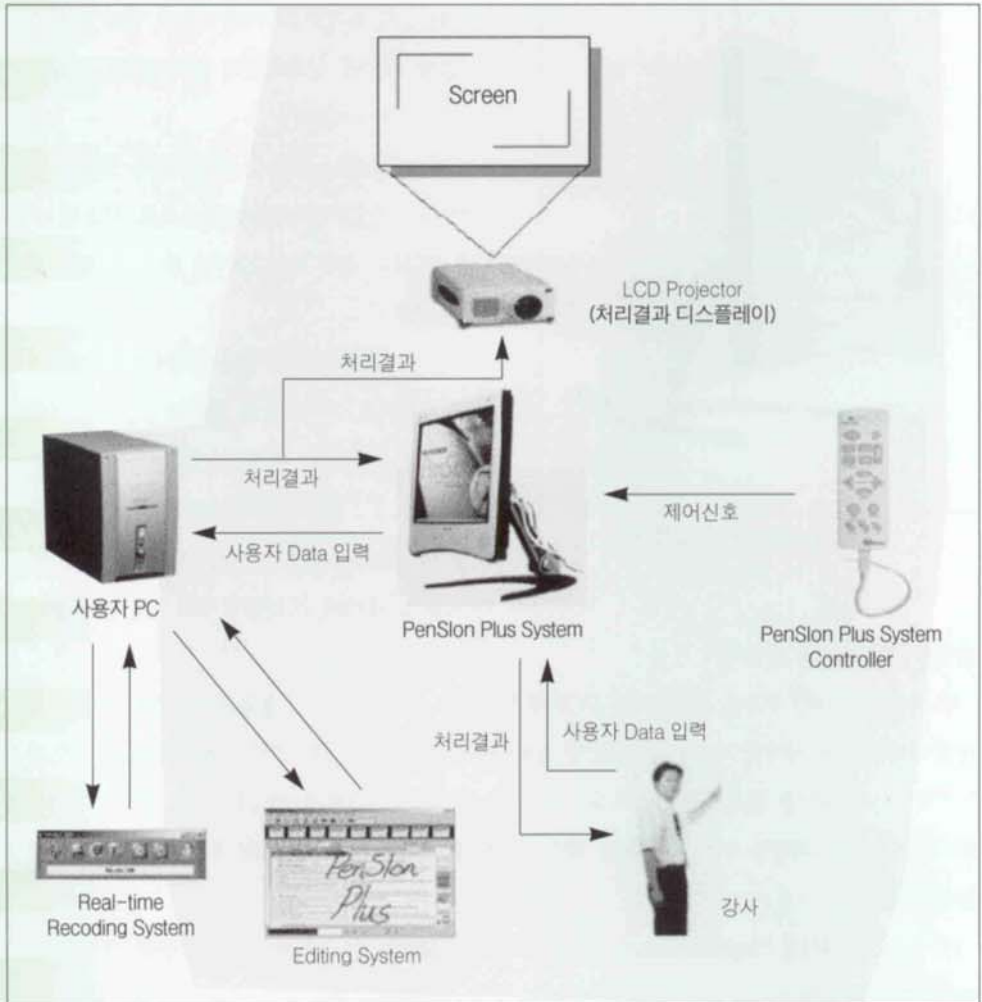 Screen
LCD Projector
(처리결과 디스플레이)
처리결과
처리결과
제어신호
사용자 Data 입력
사용자 PC
PenSIon Plus System
PenSIon Plus System
Controller
처리결과
사용자 Data 입력
PenSIon
Plus
Real-time
Recoding System
Editing System
강사